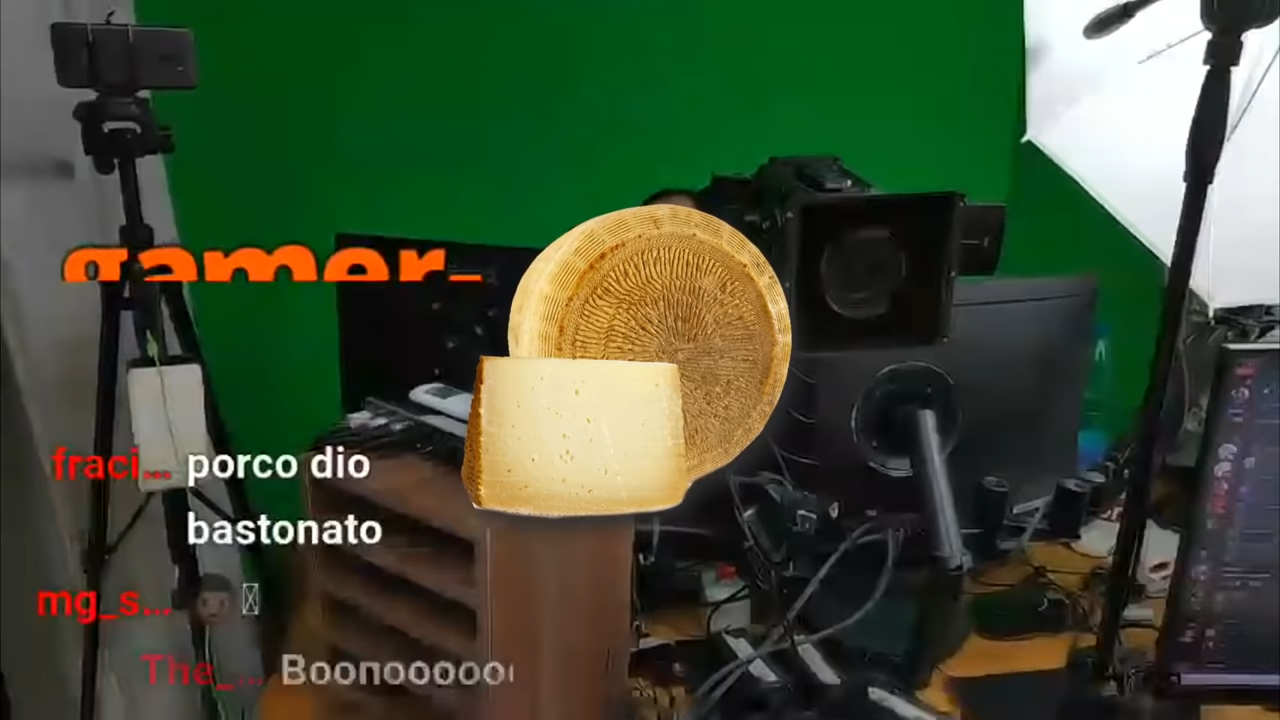 gamer-
fraci... porco dio
bastonato
mg_s...
The_... Boonooooo